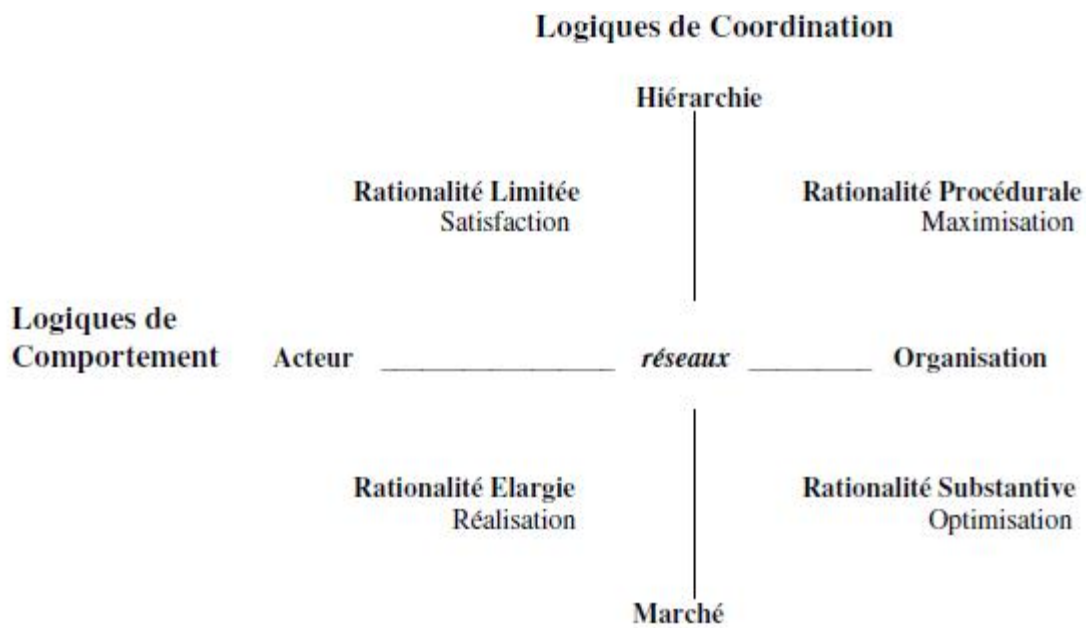 Logiques de Coordination
Hiérarchie
Rationalité Limitée
Satisfaction
Rationalité Procédurale
Maximisation
Logiques de
Comportement
Acteur
réseaux
Organisation
Rationalité Elargie
Réalisation
Rationalité Substantive
Optimisation
Marché